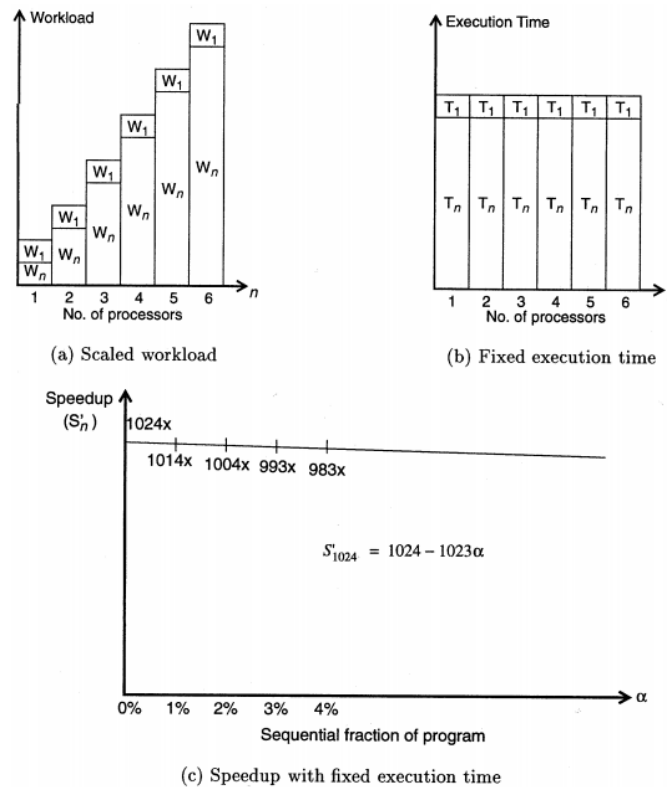 Workload
W₁
W₁
W₁
W₁
W₁
W₁
Wₙ
Wₙ
Wₙ
Wₙ
Wₙ
Wₙ
1 2 3 4 5 6 n
No. of processors
(a) Scaled workload
Execution Time
T₁ T₁ T₁ T₁ T₁ T₁
Tₙ Tₙ Tₙ Tₙ Tₙ Tₙ
1 2 3 4 5 6
No. of processors
(b) Fixed execution time
Speedup
(S'ₙ)
1024x
1014x 1004x 993x 983x
S'₁₀₂₄ = 1024 – 1023α
α
0% 1% 2% 3% 4%
Sequential fraction of program
(c) Speedup with fixed execution time